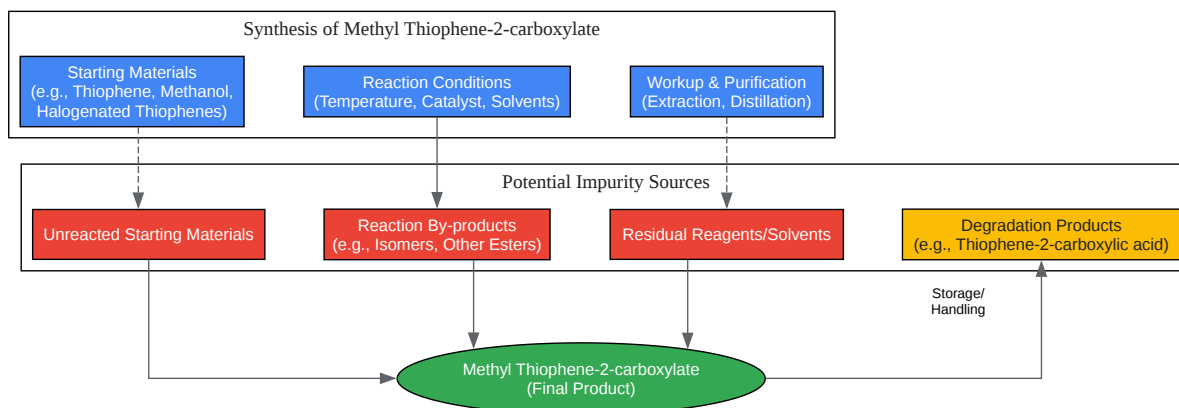 Synthesis of Methyl Thiophene-2-carboxylate
Starting Materials
(e.g., Thiophene, Methanol,
Halogenated Thiophenes)
Reaction Conditions
(Temperature, Catalyst, Solvents)
Workup & Purification
(Extraction, Distillation)
Potential Impurity Sources
Unreacted Starting Materials
Reaction By-products
(e.g., Isomers, Other Esters)
Residual Reagents/Solvents
Degradation Products
(e.g., Thiophene-2-carboxylic acid)
Storage/
Handling
Methyl Thiophene-2-carboxylate
(Final Product)